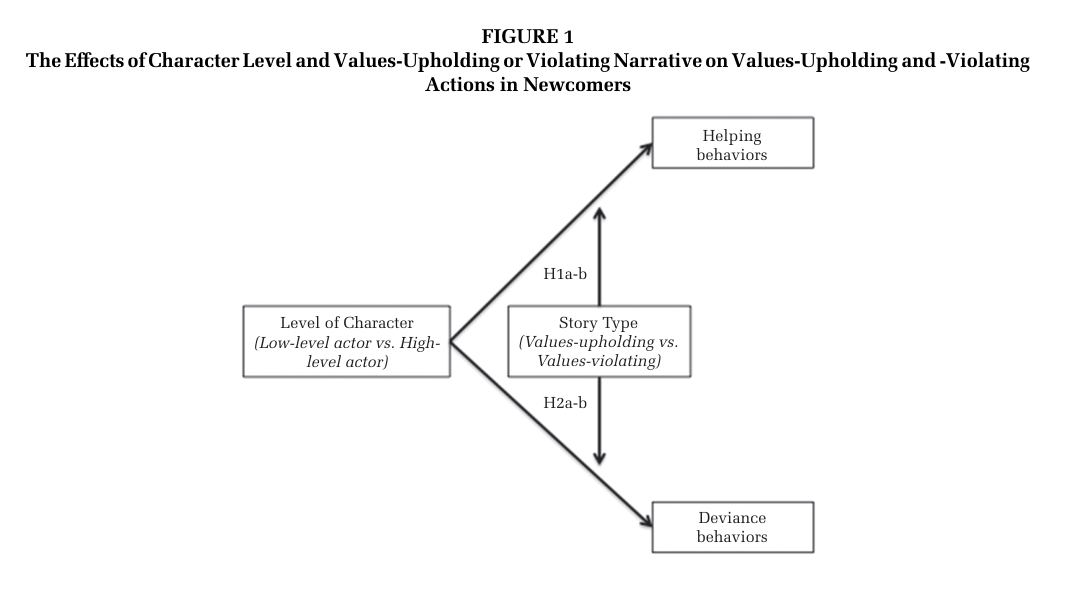 FIGURE 1
The Effects of Character Level and Values-Upholding or Violating Narrative on Values-Upholding and -Violating
Actions in Newcomers
Helping
behaviors
H1a-b
Level of Character
(Low-level actor vs. High-
level actor)
Story Type
(Values-upholding vs.
Values-violating)
H2a-b
Deviance
behaviors